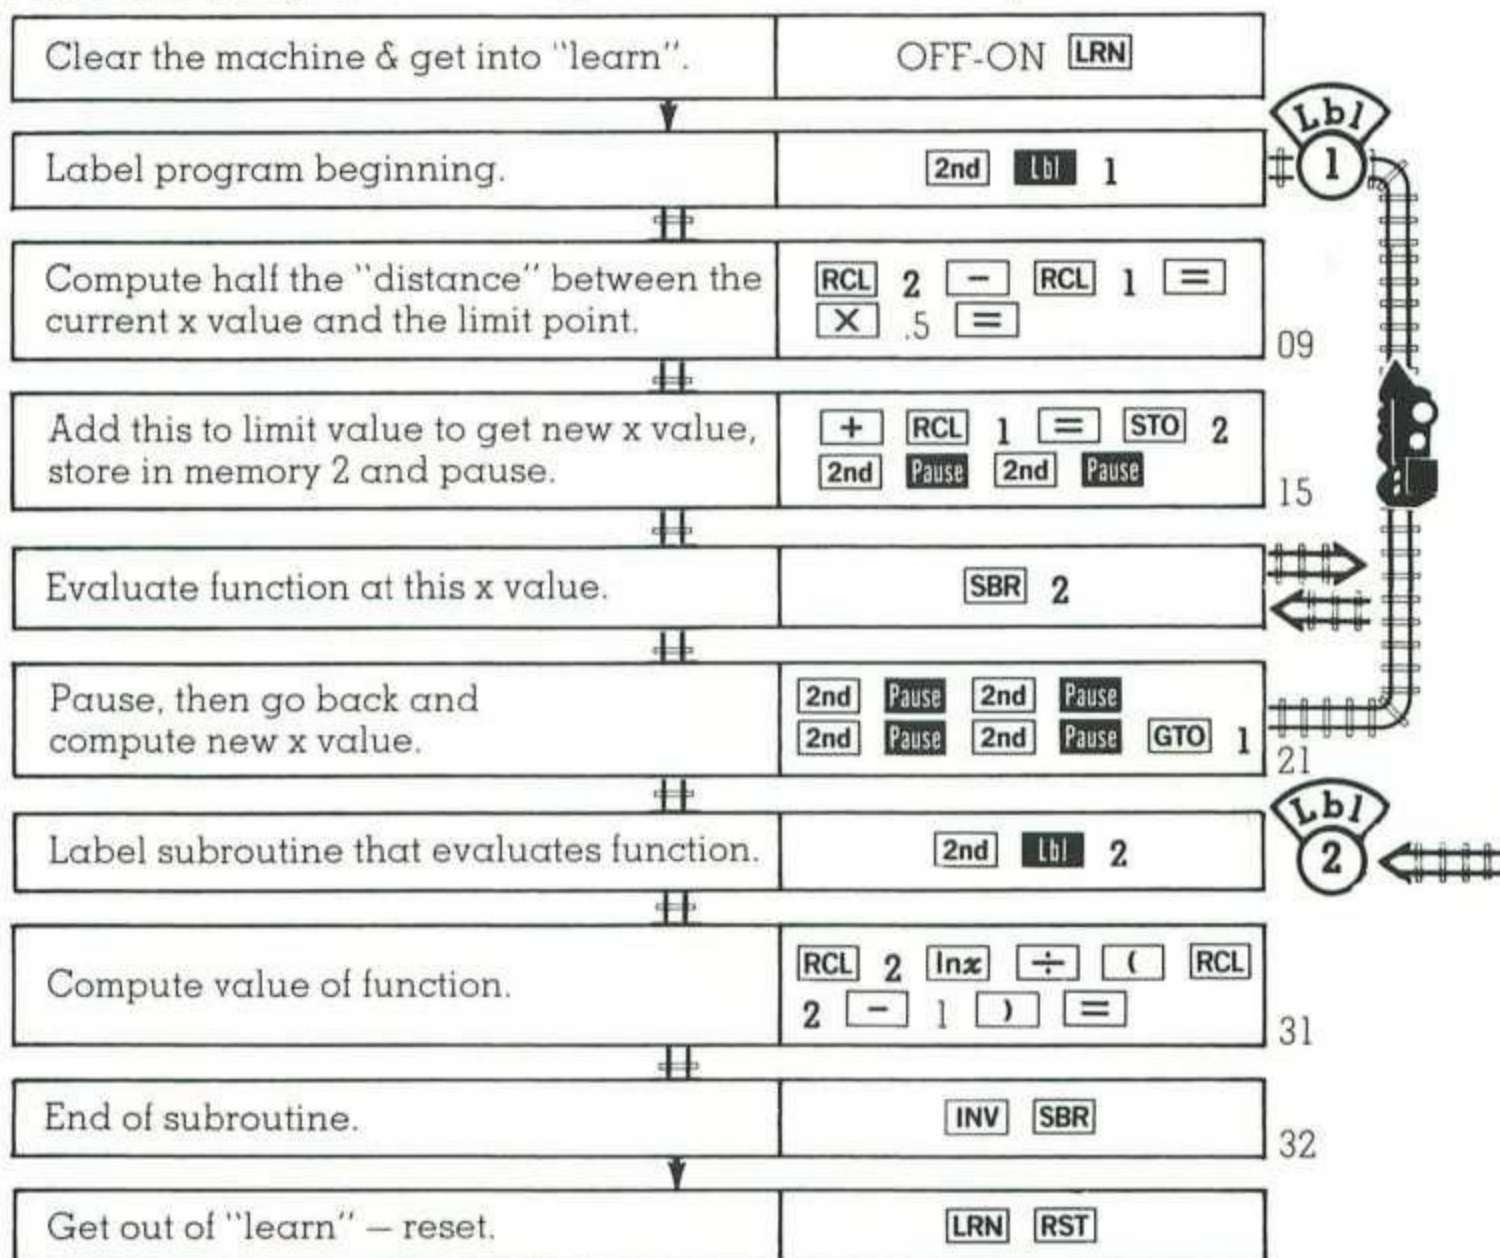 Clear the machine & get into "learn".
OFF-ON LRN
Lbl
1
Label program beginning.
2nd Lbl 1
Compute half the "distance" between the
current x value and the limit point.
RCL 2 − RCL 1 =
× .5 =
09
Add this to limit value to get new x value,
store in memory 2 and pause.
+ RCL 1 = STO 2
2nd Pause 2nd Pause
15
Evaluate function at this x value.
SBR 2
Pause, then go back and
compute new x value.
2nd Pause 2nd Pause
2nd Pause 2nd Pause GTO 1
21
Lbl
2
Label subroutine that evaluates function.
2nd Lbl 2
Compute value of function.
RCL 2 lnx ÷ ( RCL
2 − 1 ) =
31
End of subroutine.
INV SBR
32
Get out of "learn" – reset.
LRN RST